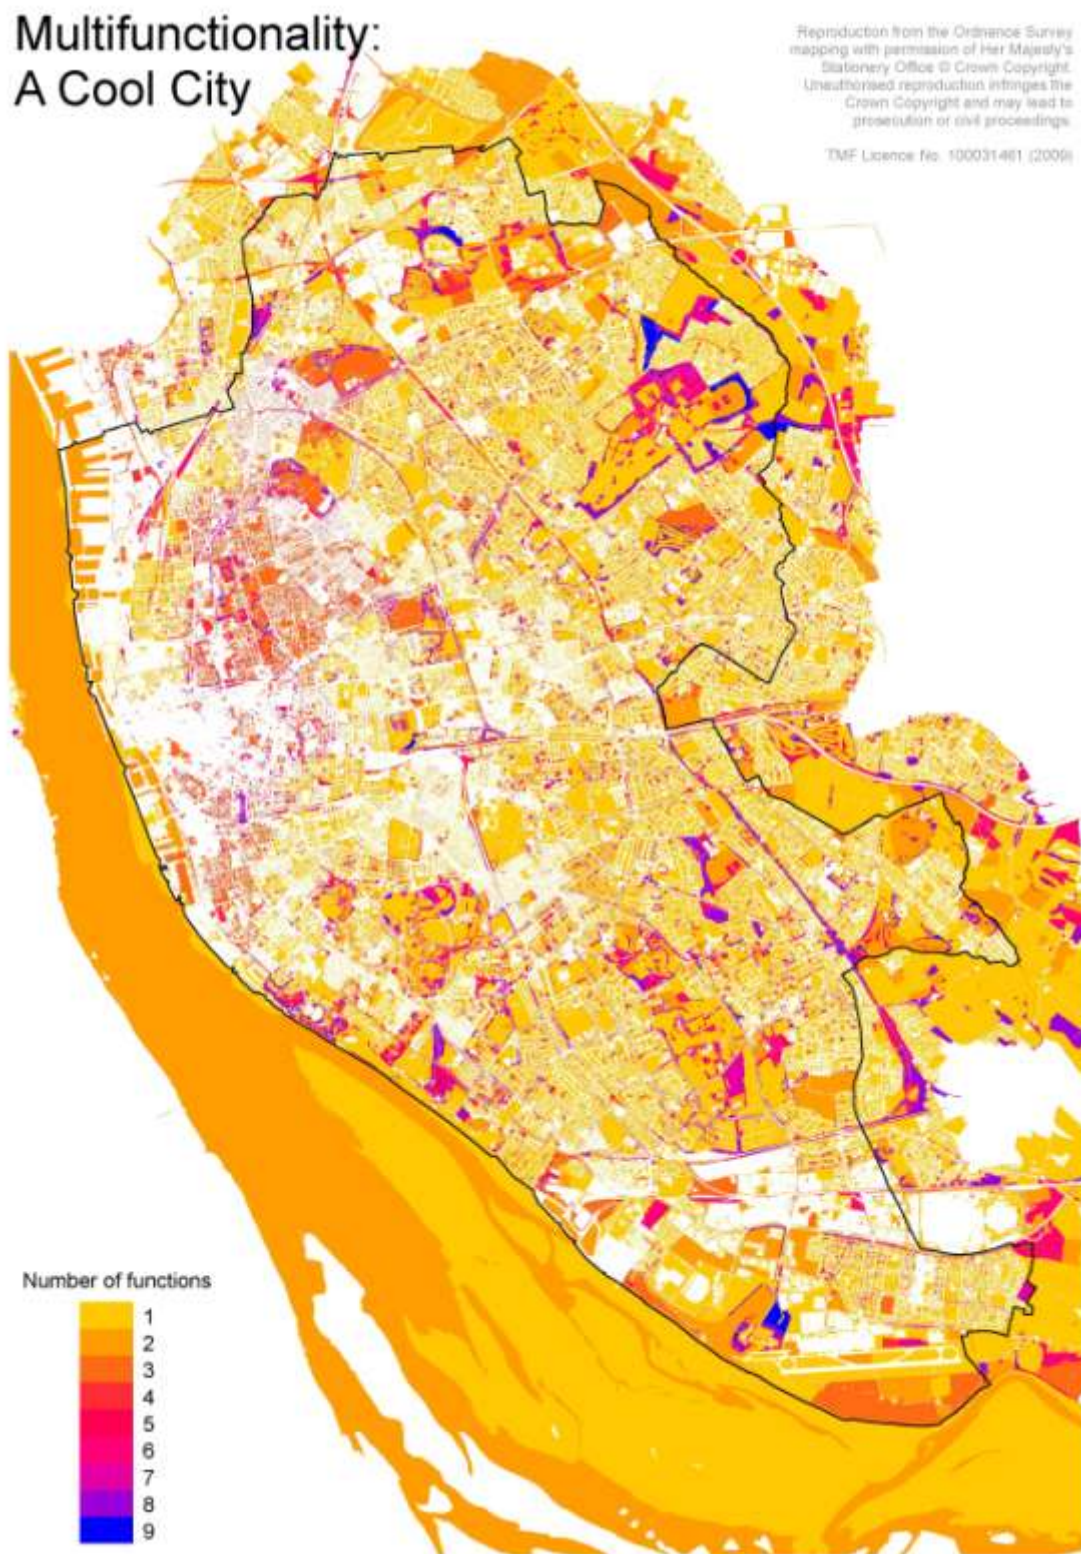 Multifunctionality:
A Cool City
Reproduction from the Ordnance Survey
mapping with permission of Her Majesty's
Stationery Office © Crown Copyright.
Unauthorised reproduction infringes the
Crown Copyright and may lead to
prosecution or civil proceedings.
TMF Licence No. 100031461 (2009)
Number of functions
1
2
3
4
5
6
7
8
9